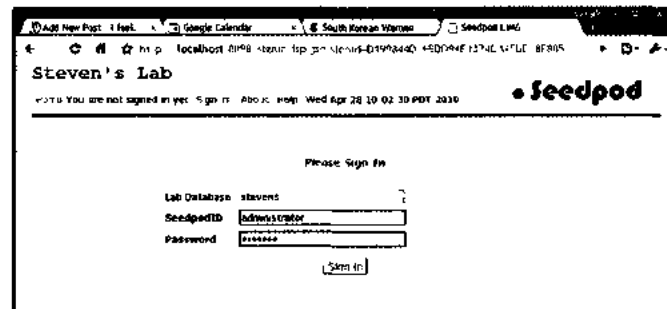 Add New Post
Google Calendar
South Korean Women
Seedpod LIMS
localhost
Steven's Lab
You are not signed in yet Sign in About Help Wed Apr 28 10 02 30 PDT 2010
Seedpod
Please Sign In
Lab Database stevens
SeedpodID administrator
Password *******
Sign In